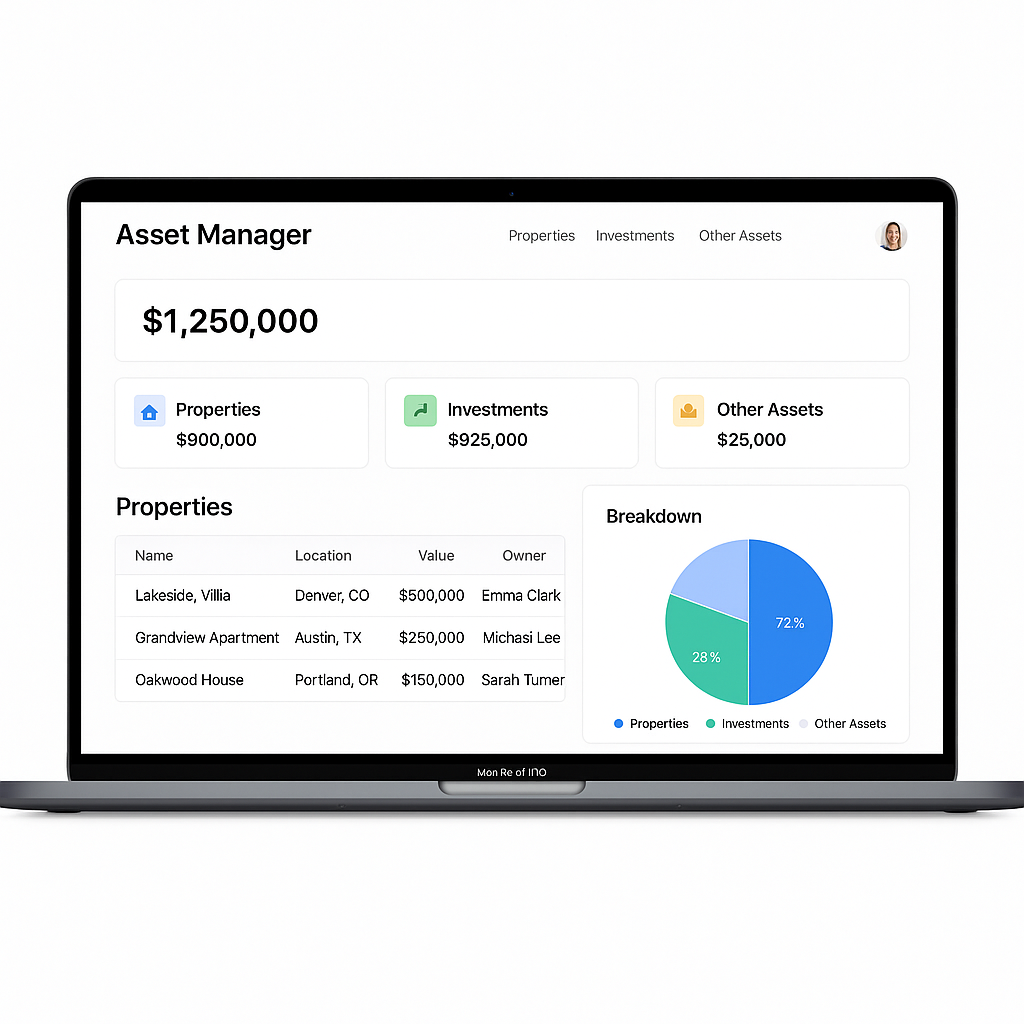 Asset Manager
Properties Investments Other Assets
$1,250,000
Properties
$900,000
Investments
$925,000
Other Assets
$25,000
Properties
Name Location Value Owner
Lakeside, Villia Denver, CO $500,000 Emma Clark
Grandview Apartment Austin, TX $250,000 Michasi Lee
Oakwood House Portland, OR $150,000 Sarah Tumer
Breakdown
72.%
28%
Properties Investments Other Assets
Mon Re of INO